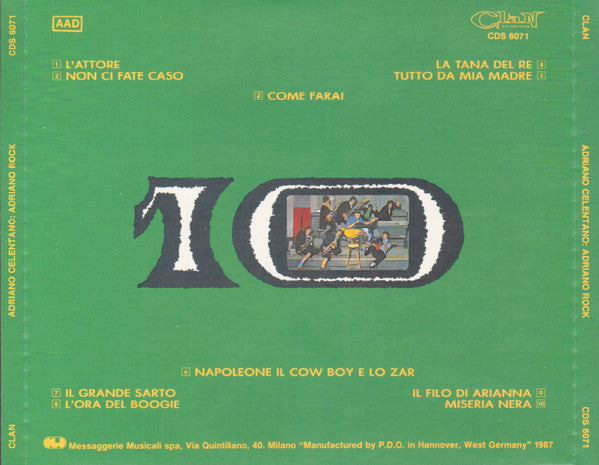 AAD
CLAN
CELENTANO
CDS 6071
1 L'ATTORE
2 NON CI FATE CASO
LA TANA DEL RE 4
TUTTO DA MIA MADRE 5
3 COME FARAI
10
6 NAPOLEONE IL COW BOY E LO ZAR
7 IL GRANDE SARTO
8 L'ORA DEL BOOGIE
IL FILO DI ARIANNA 9
MISERIA NERA 10
Messaggerie Musicali spa, Via Quintiliano, 40. Milano "Manufactured by P.D.O. in Hannover, West Germany" 1987
CLAN ADRIANO CELENTANO: ADRIANO ROCK CDS 6071
CLAN ADRIANO CELENTANO: ADRIANO ROCK CDS 6071